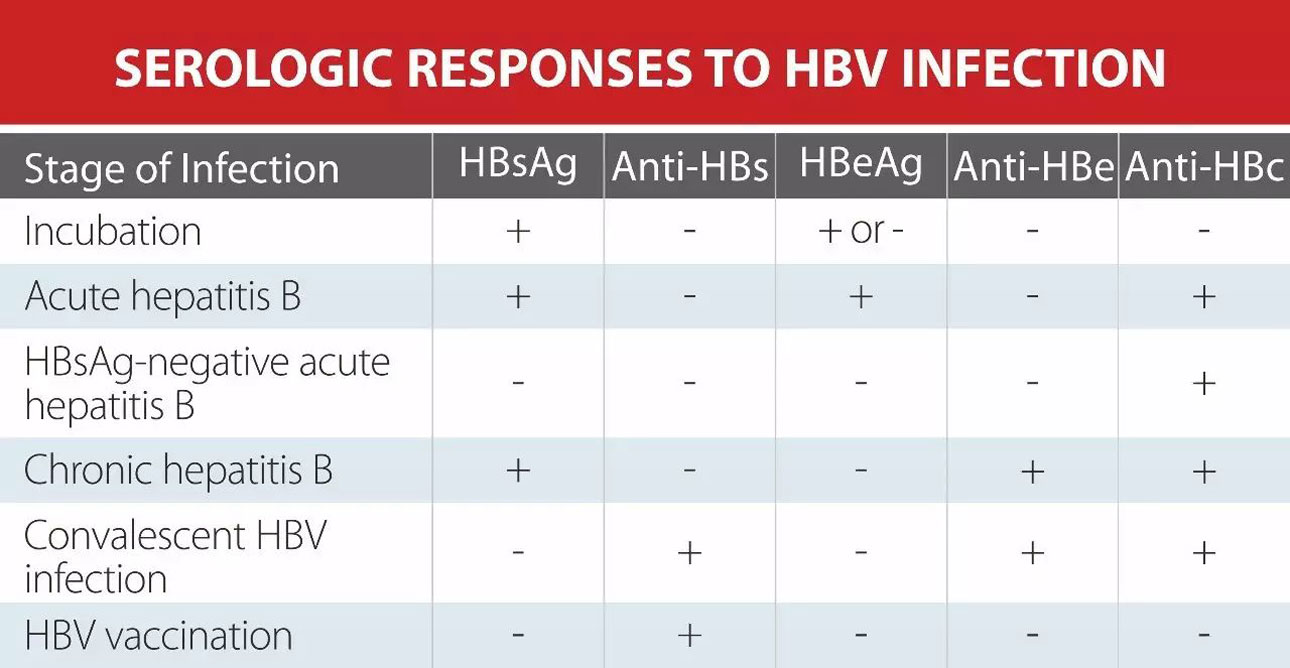 SEROLOGIC RESPONSES TO HBV INFECTION
Stage of Infection HBsAg Anti-HBs HBeAg Anti-HBe Anti-HBc
Incubation + - + or - - -
Acute hepatitis B + - + - +
HBsAg-negative acute
hepatitis B - - - - +
Chronic hepatitis B + - - + +
Convalescent HBV
infection - + - + +
HBV vaccination - + - - -